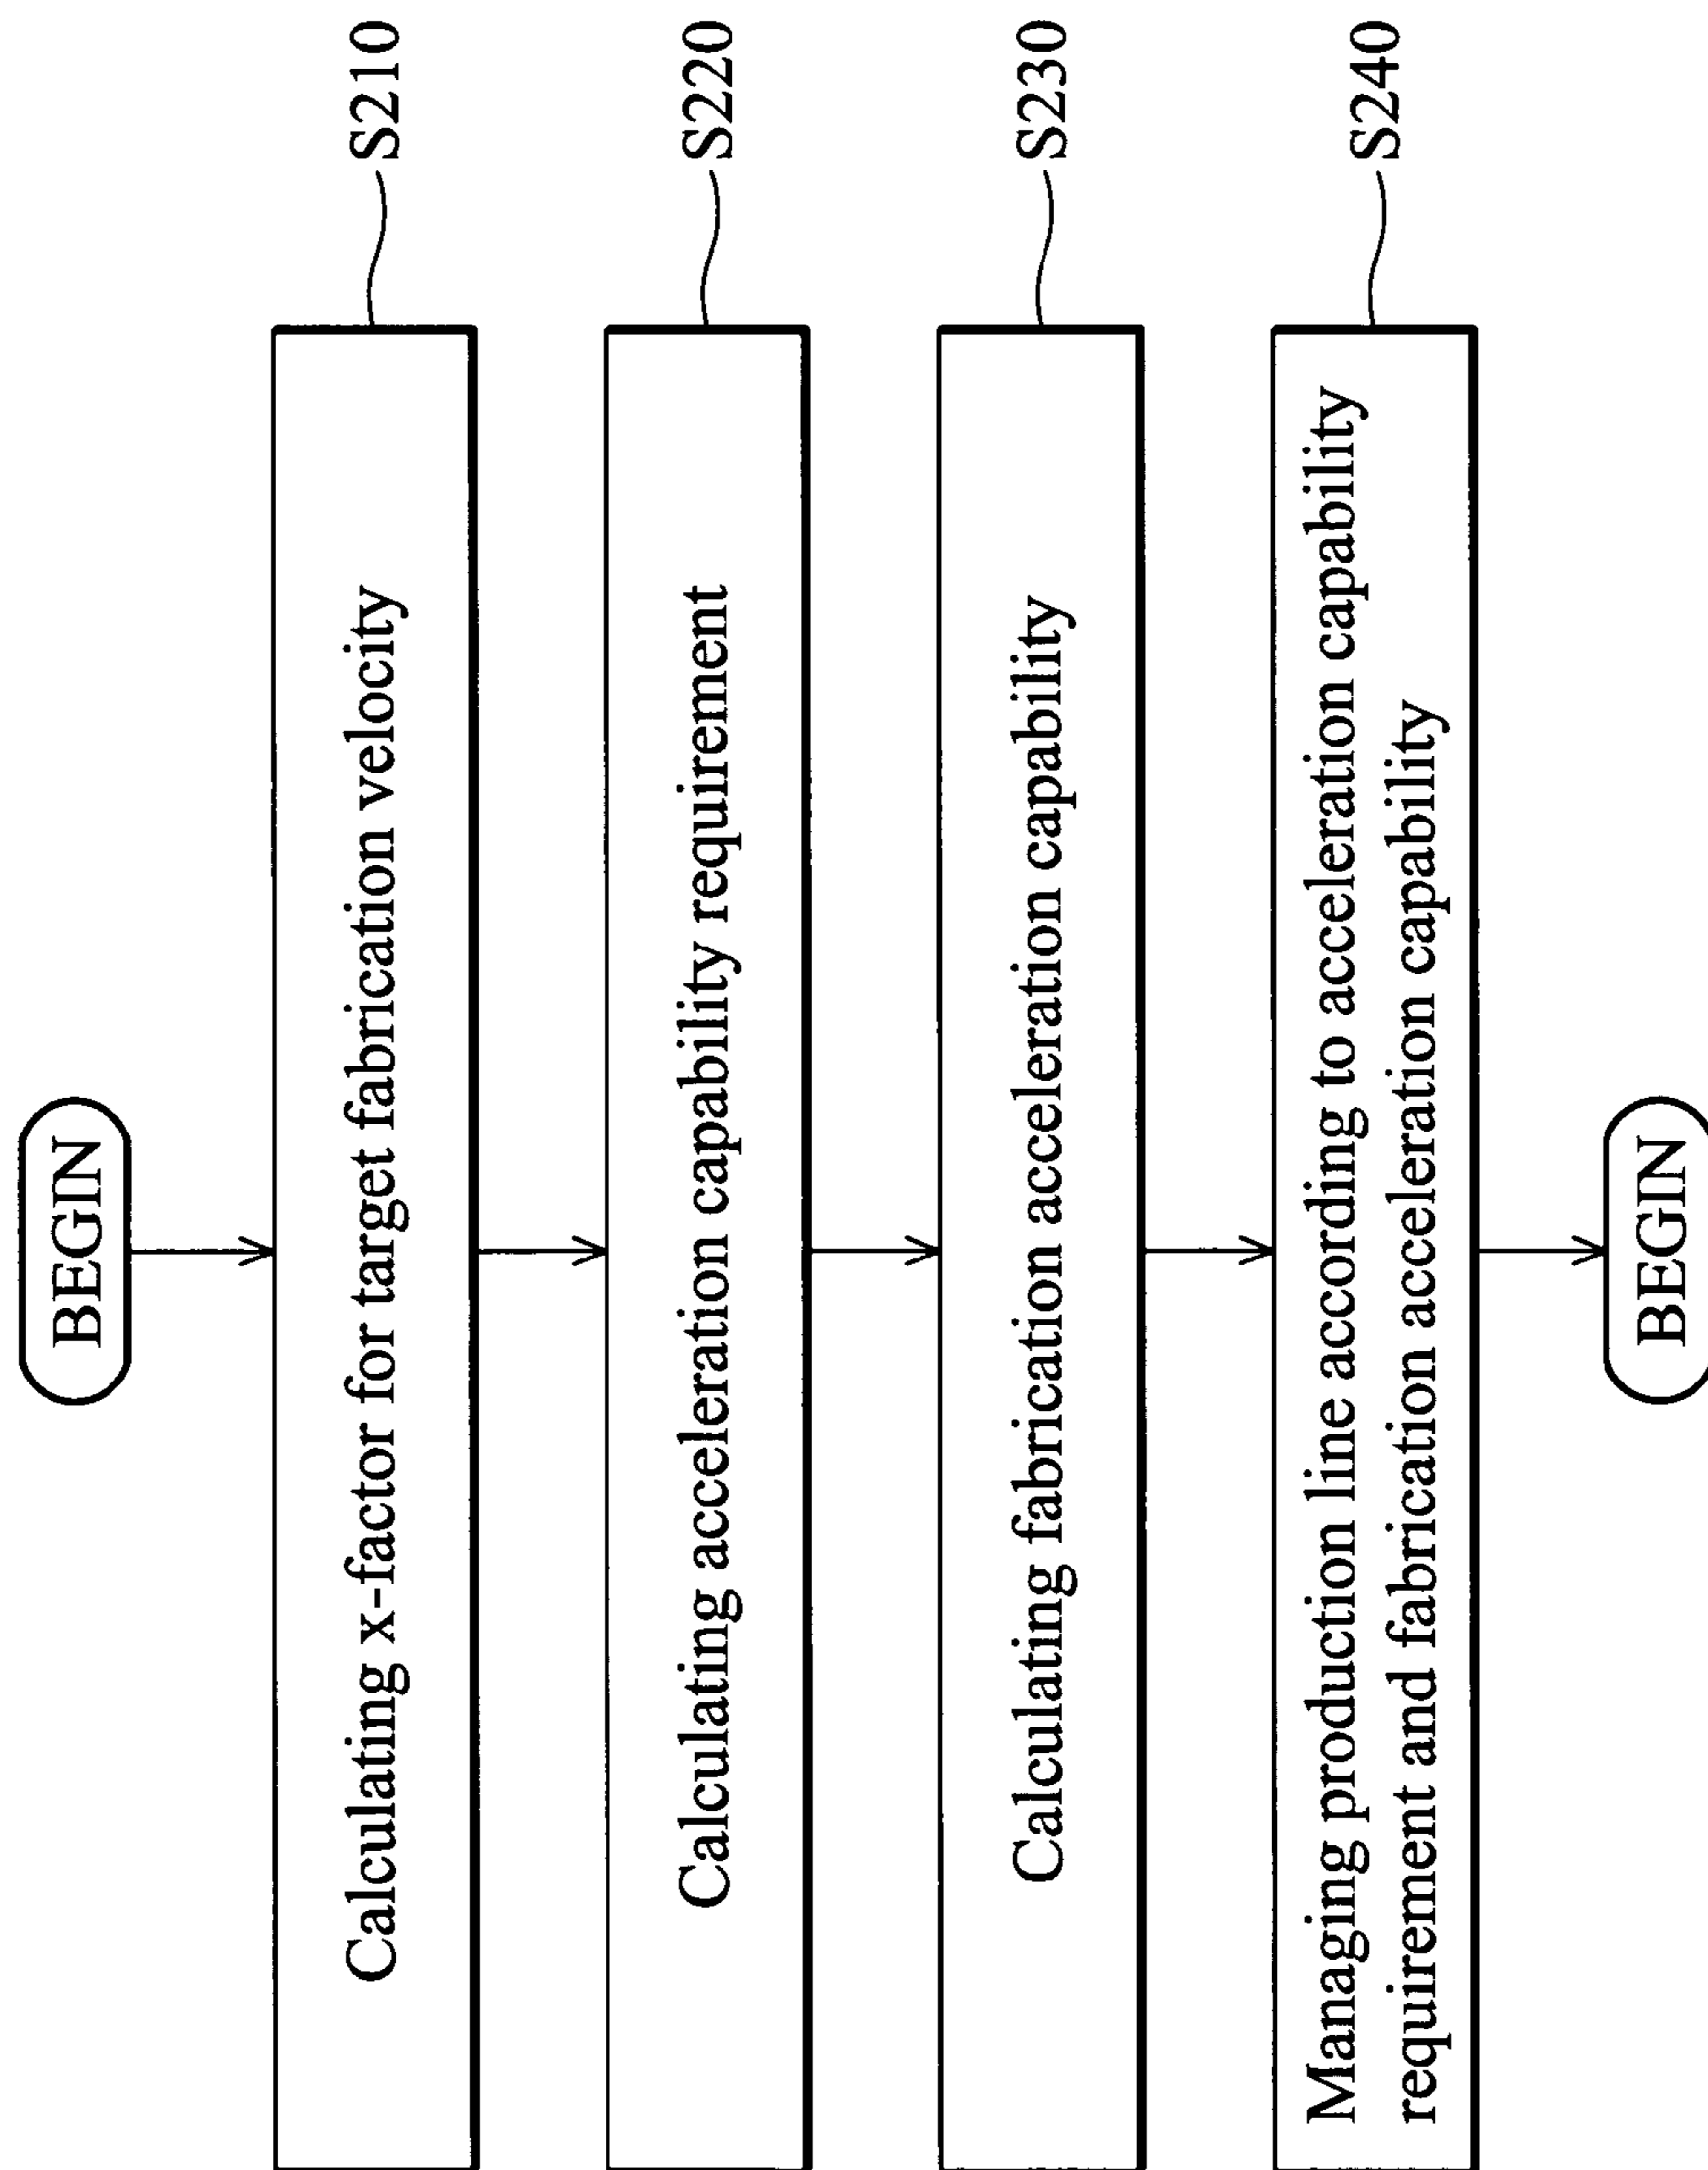 BEGIN
Calculating x-factor for target fabrication velocity
S210
Calculating acceleration capability requirement
S220
Calculating fabrication acceleration capability
S230
Managing production line according to acceleration capability
requirement and fabrication acceleration capability
S240
BEGIN